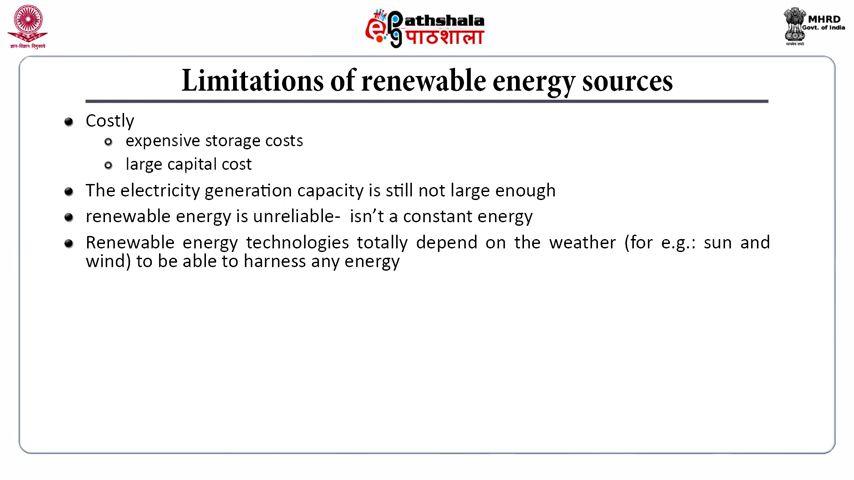 ePathshala
पाठशाला
MHRD
Govt. of India
Limitations of renewable energy sources
Costly
expensive storage costs
large capital cost
The electricity generation capacity is still not large enough
renewable energy is unreliable- isn't a constant energy
Renewable energy technologies totally depend on the weather (for e.g.: sun and
wind) to be able to harness any energy